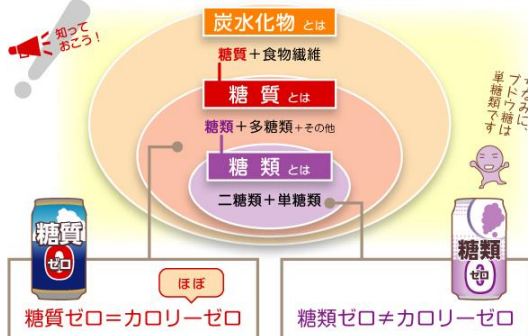 知って
おこう！
炭水化物 とは
糖質＋食物繊維
糖質 とは
糖類＋多糖類＋その他
糖類 とは
二糖類＋単糖類
ちなみに、
ブドウ糖は
単糖類です
糖質
ゼロ
糖類
ゼロ
ほぼ
糖質ゼロ＝カロリーゼロ
糖類ゼロ≠カロリーゼロ